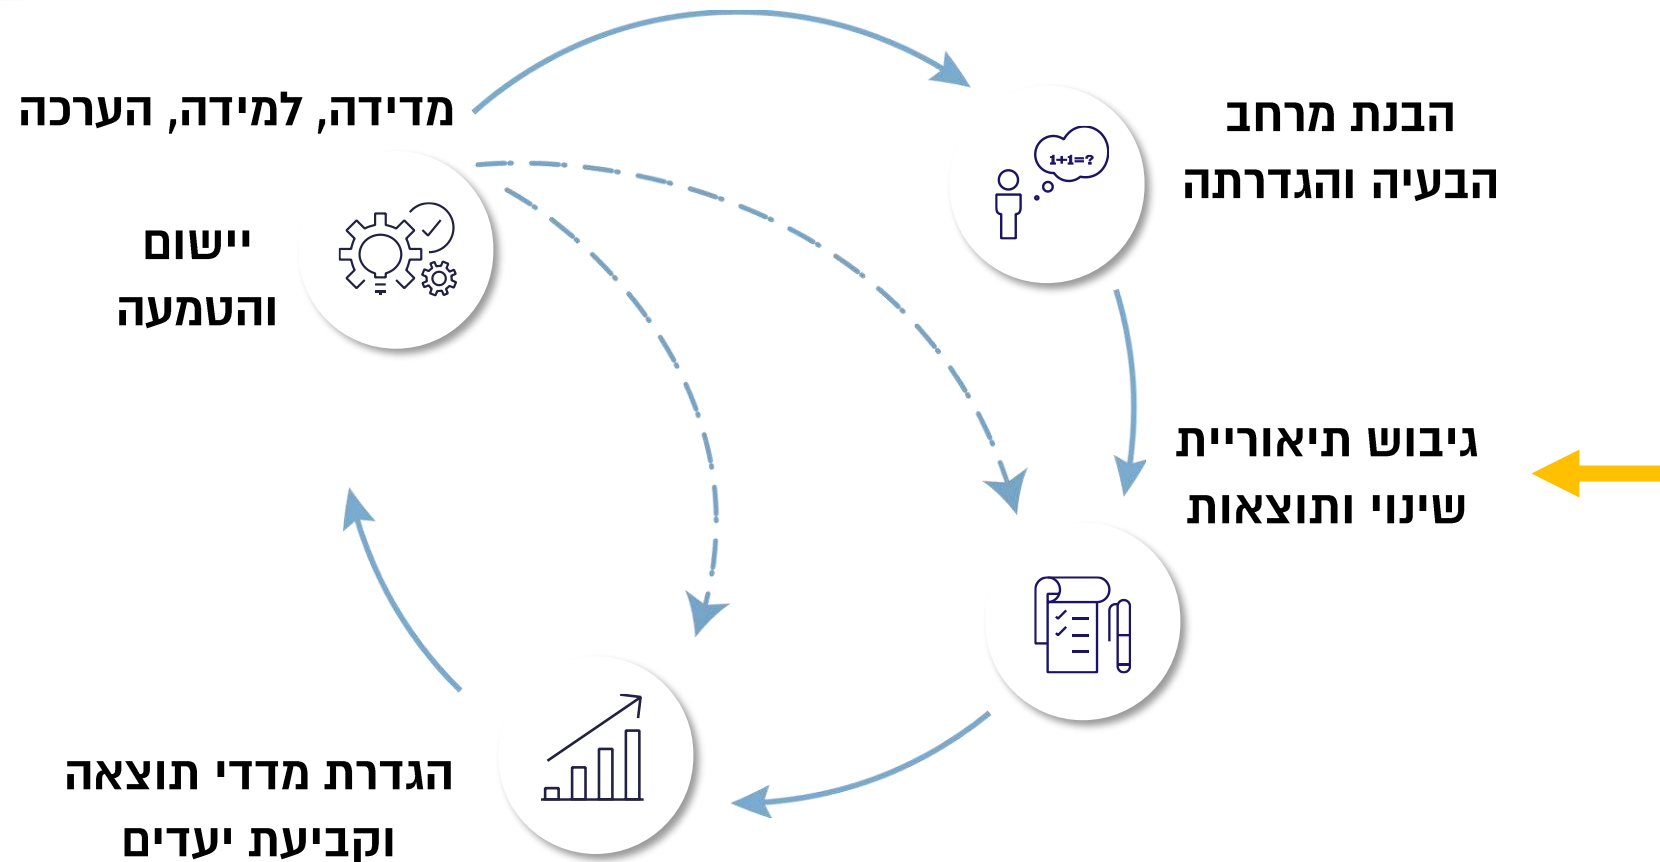 הבנת מרחב
הבעיה והגדרתה
1+1=?
גיבוש תיאוריית
שינוי ותוצאות
הגדרת מדדי תוצאה
וקביעת יעדים
יישום
והטמעה
מדידה, למידה, הערכה